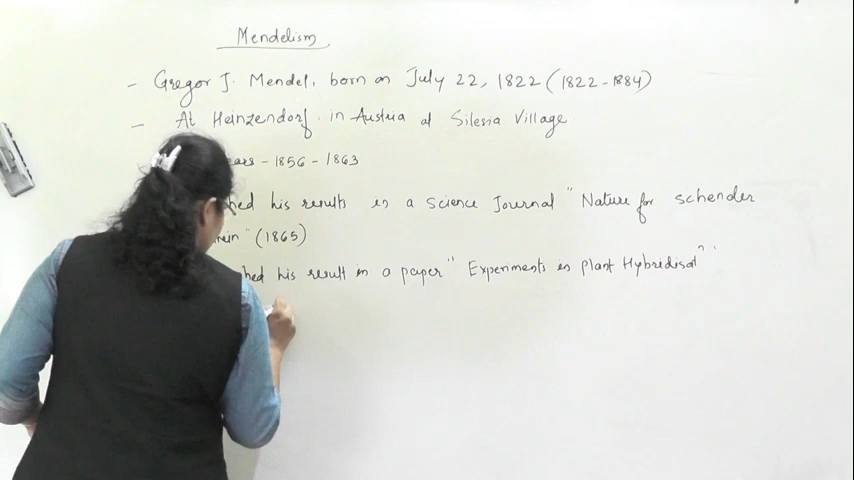 Mendelism
- Gregor J. Mendel, born on July 22, 1822 (1822-1884)
- At Heinzendorf in Austria at Silesia Village
ears - 1856 - 1863
hed his results in a Science Journal "Nature for schender
rein" (1865)
hed his result in a paper "Experiments in plant Hybridisatn"